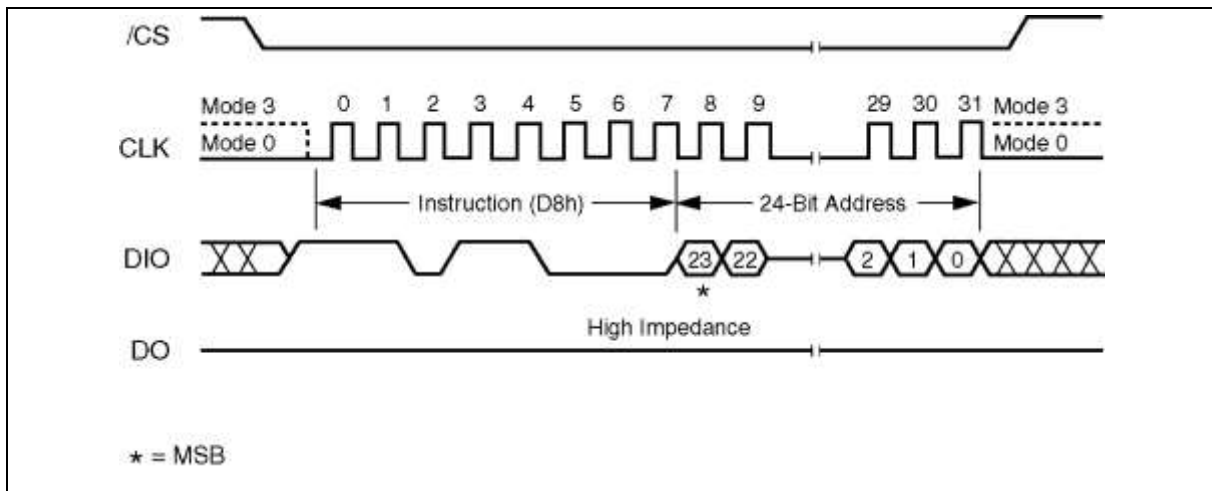 /CS
Mode 3 0 1 2 3 4 5 6 7 8 9 29 30 31 Mode 3
CLK Mode 0 Mode 0
Instruction (D8h) 24-Bit Address
DIO 23 22 2 1 0
*
High Impedance
DO
* = MSB